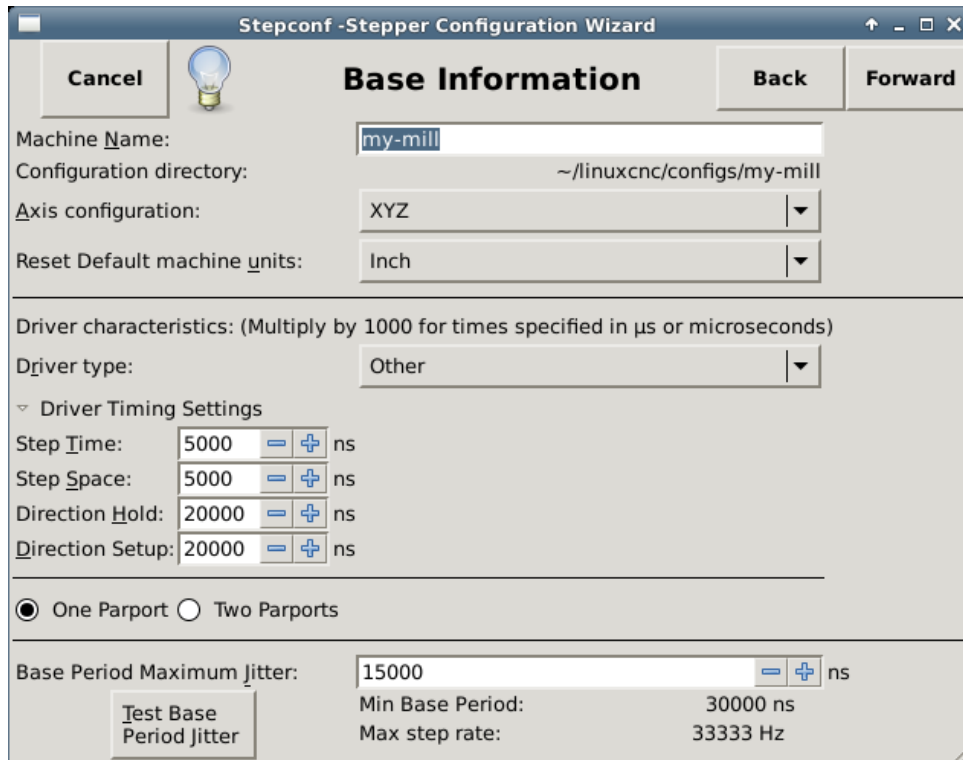 Stepconf -Stepper Configuration Wizard
Cancel Base Information Back Forward
Machine Name: my-mill
Configuration directory: ~/linuxcnc/configs/my-mill
Axis configuration: XYZ
Reset Default machine units: Inch
Driver characteristics: (Multiply by 1000 for times specified in µs or microseconds)
Driver type: Other
Driver Timing Settings
Step Time: 5000 ns
Step Space: 5000 ns
Direction Hold: 20000 ns
Direction Setup: 20000 ns
One Parport Two Parports
Base Period Maximum Jitter: 15000 ns
Test Base Period Jitter
Min Base Period: 30000 ns
Max step rate: 33333 Hz